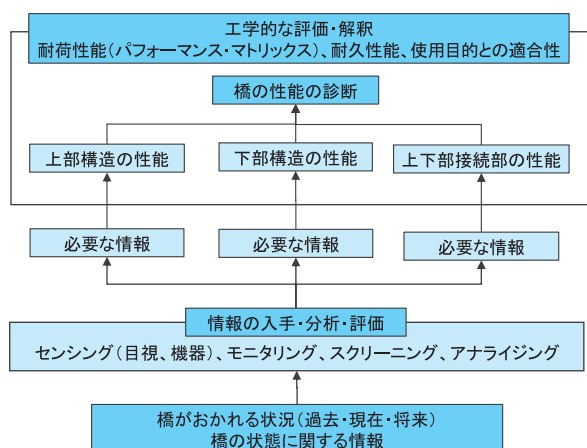 工学的な評価・解釈
耐荷性能(パフォーマンス・マトリックス)、耐久性能、使用目的との適合性
橋の性能の診断
上部構造の性能
下部構造の性能
上下部接続部の性能
必要な情報
必要な情報
必要な情報
情報の入手・分析・評価
センシング(目視、機器)、モニタリング、スクリーニング、アナライジング
橋がおかれる状況(過去・現在・将来)
橋の状態に関する情報